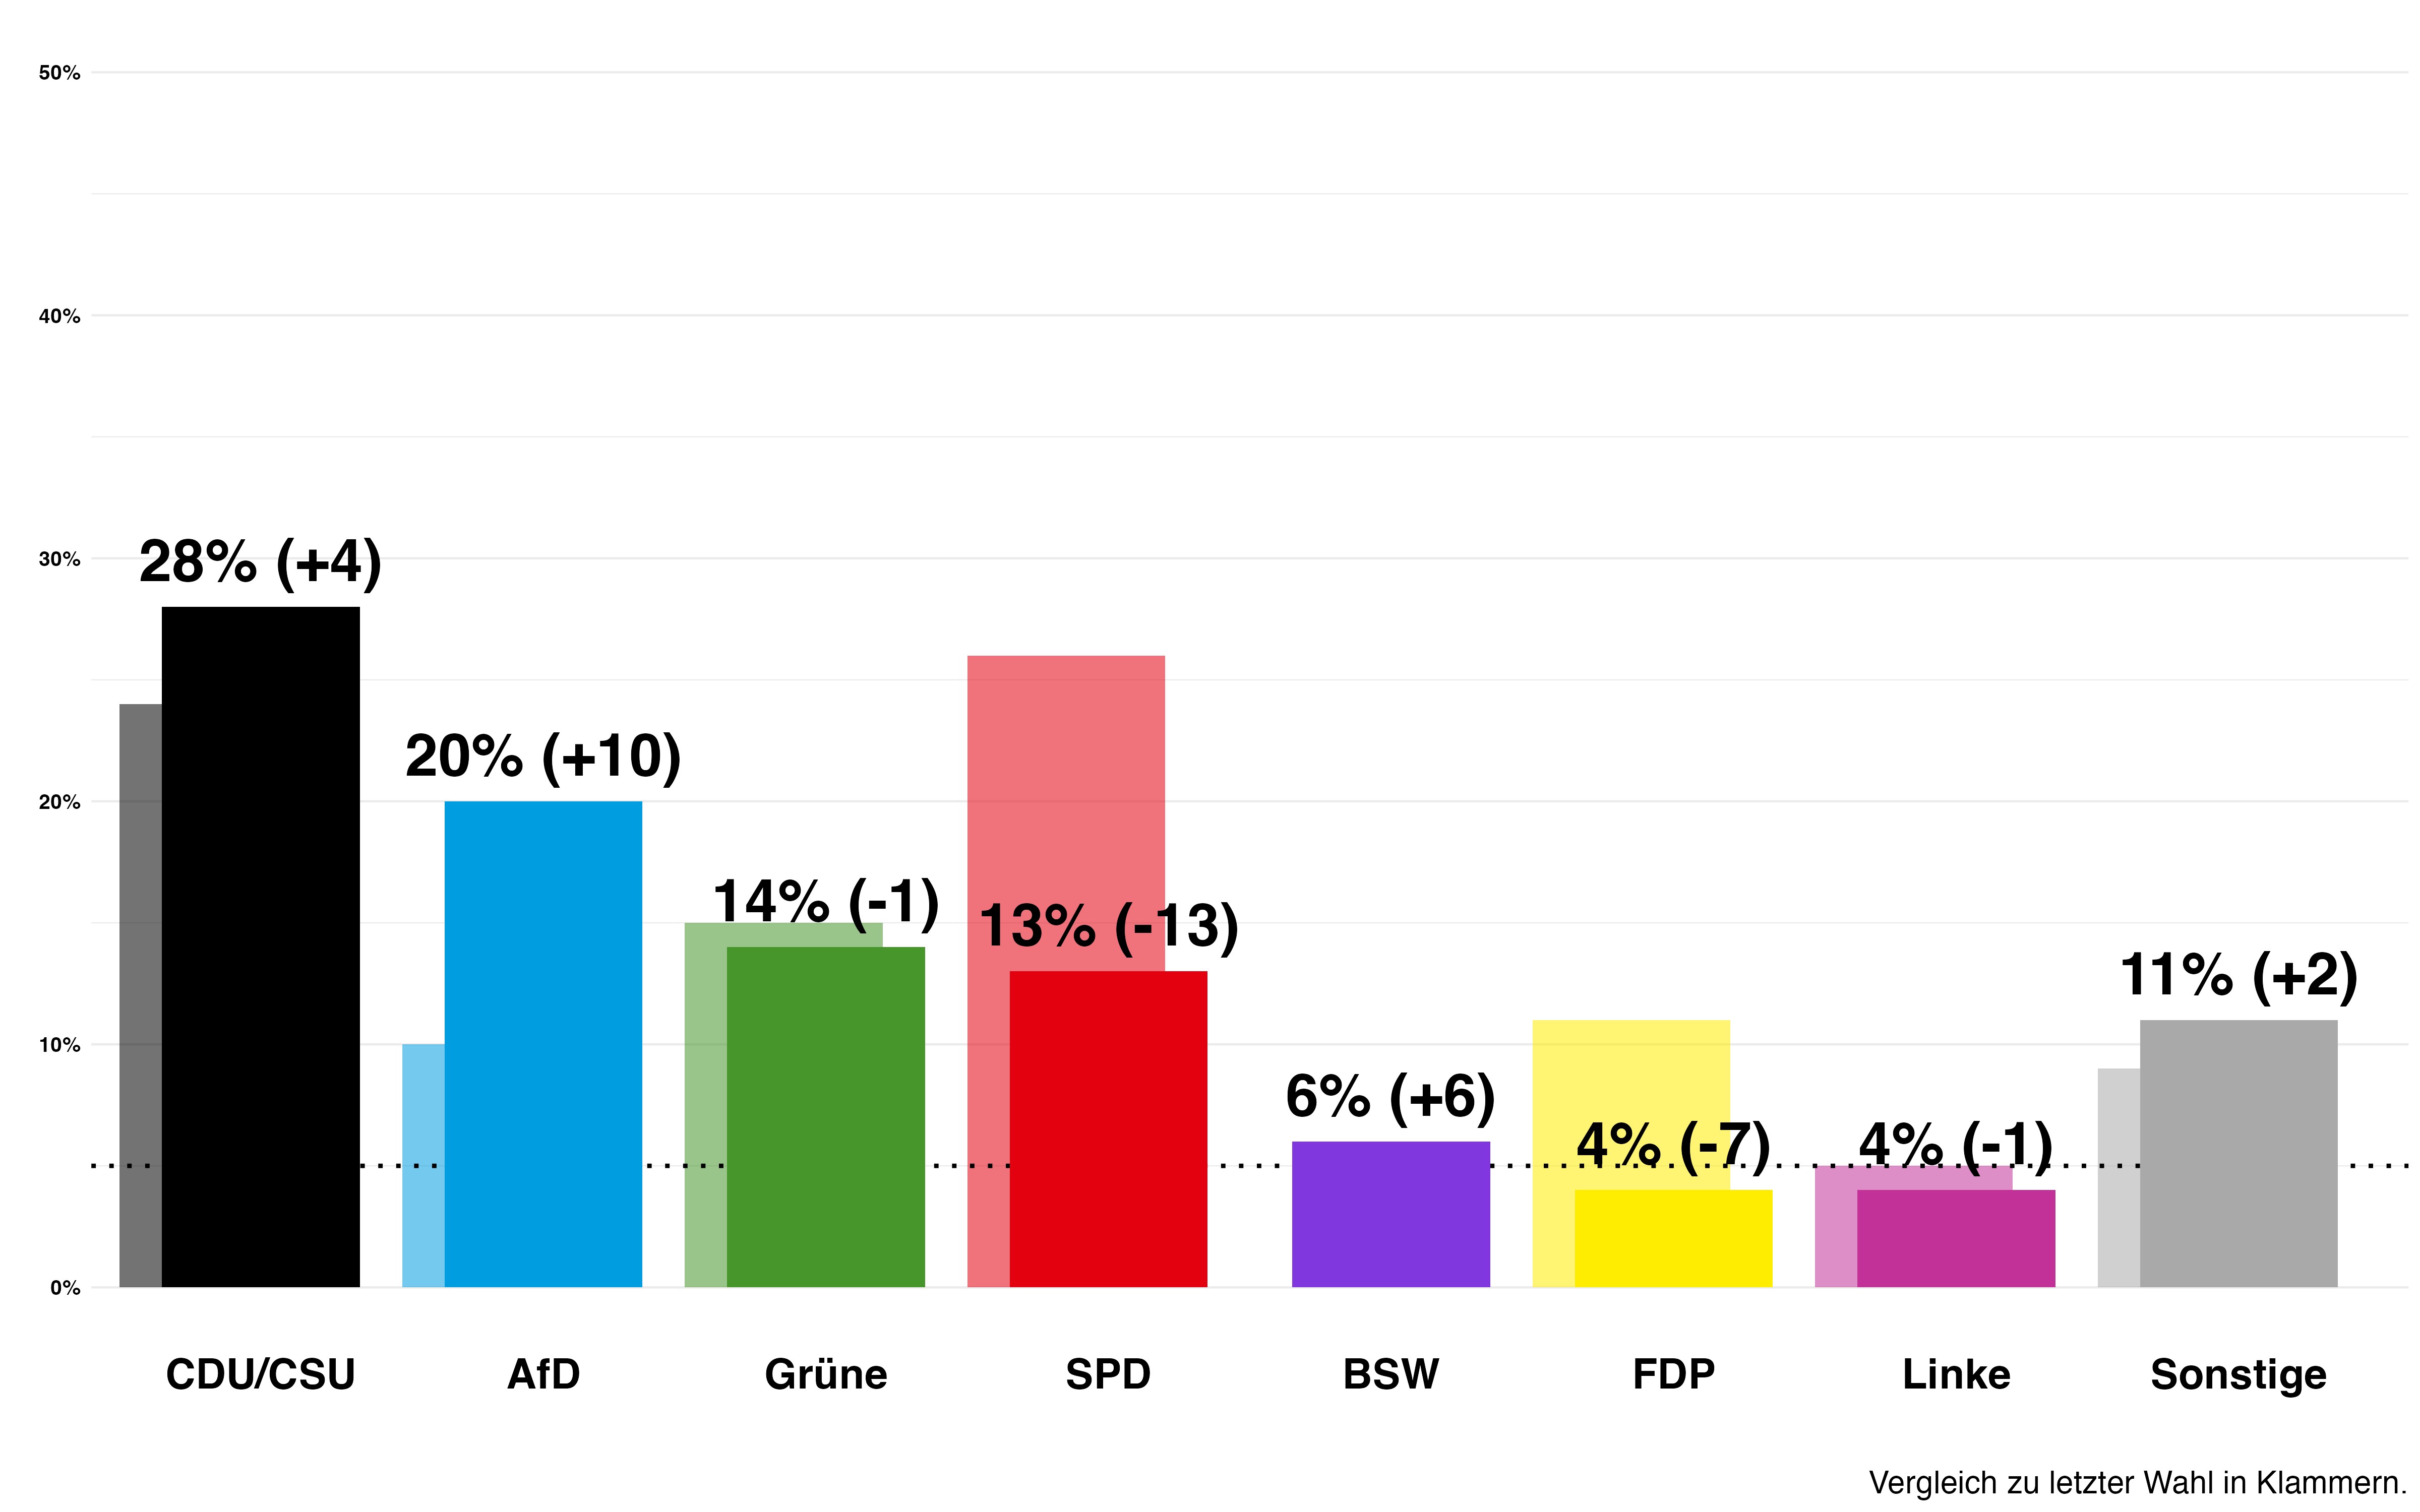 50%
40%
30%
20%
10%
0%
28% (+4)
20% (+10)
14% (-1)
13% (-13)
6% (+6)
4% (-7)
4% (-1)
11% (+2)
CDU/CSU
AfD
Grüne
SPD
BSW
FDP
Linke
Sonstige
Vergleich zu letzter Wahl in Klammern.